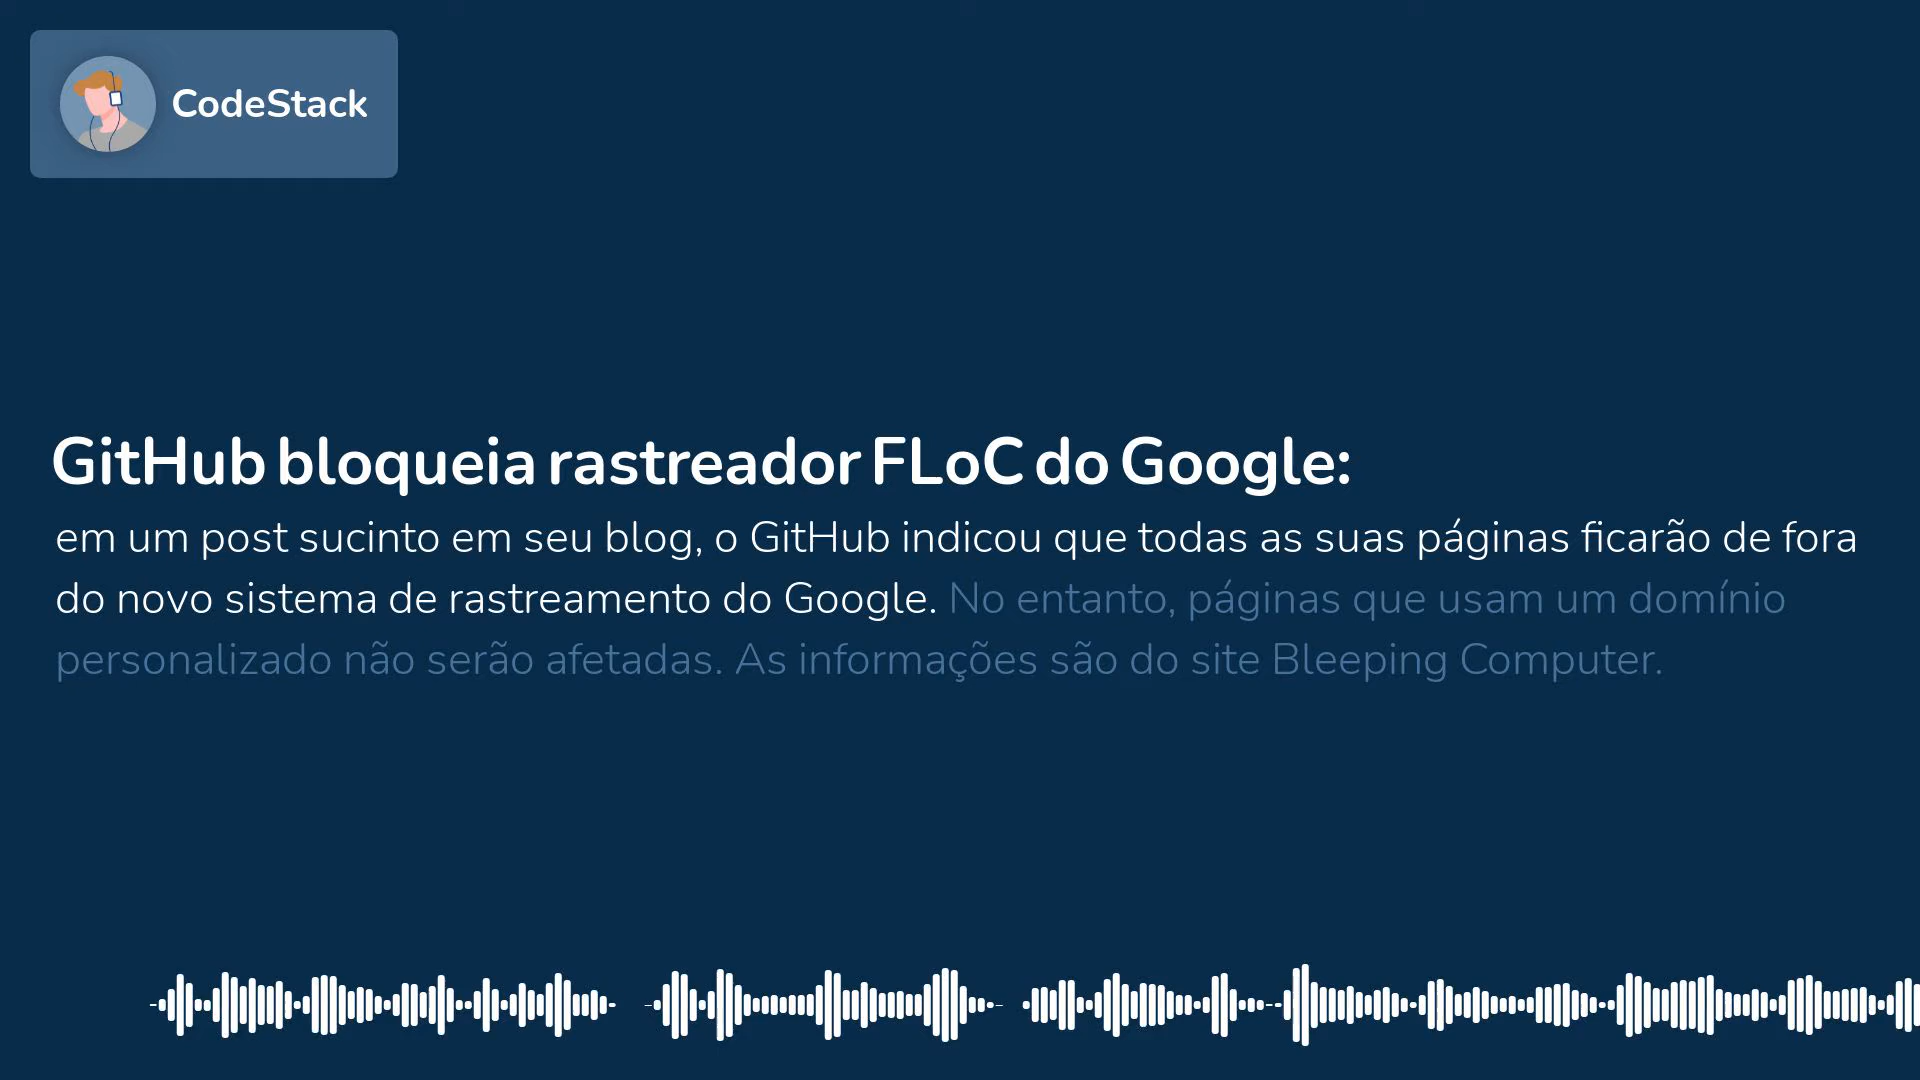 CodeStack
GitHub bloqueia rastreador FLoC do Google:
em um post sucinto em seu blog, o GitHub indicou que todas as suas páginas ficarão de fora
do novo sistema de rastreamento do Google. No entanto, páginas que usam um domínio
personalizado não serão afetadas. As informações são do site Bleeping Computer.